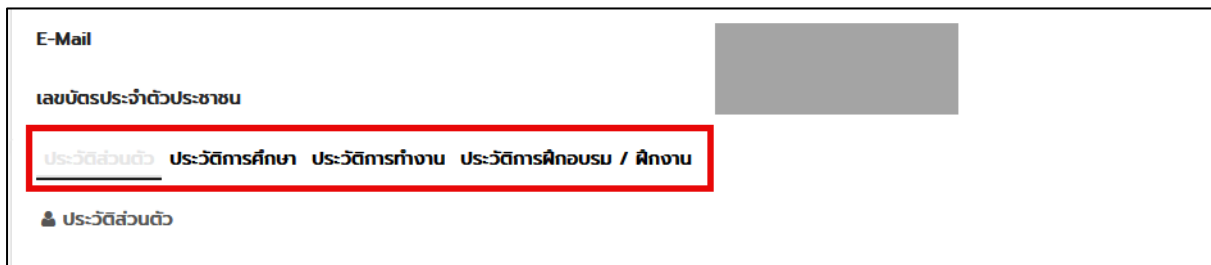 E-Mail
เลขบัตรประจำตัวประชาชน
ประวัติส่วนตัว ประวัติการศึกษา ประวัติการทำงาน ประวัติการฝึกอบรม / ฝึกงาน
ประวัติส่วนตัว